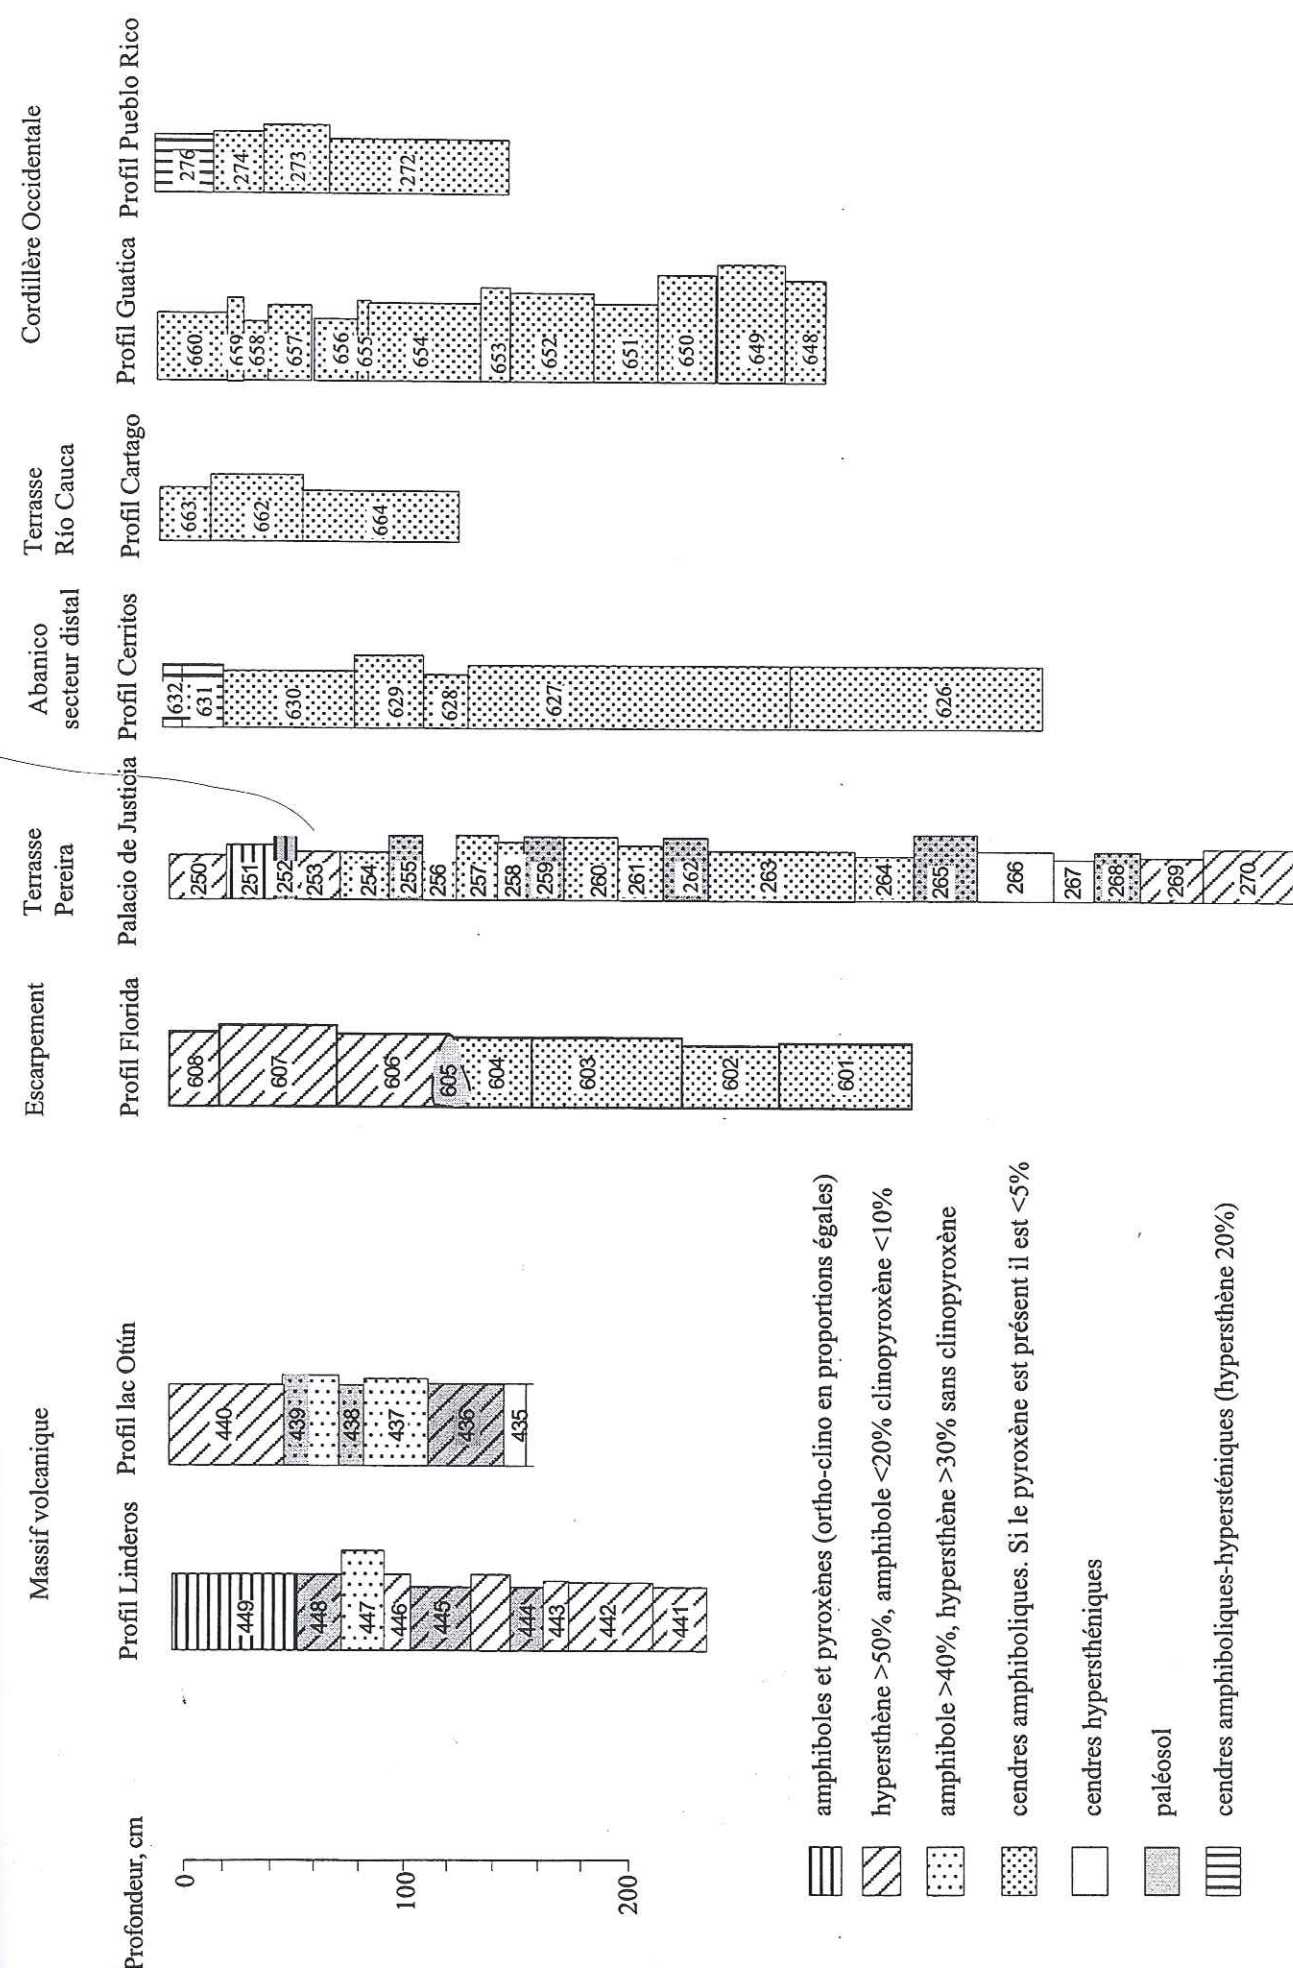 Massif volcanique
Escarpement
Terrasse
Pereira
Abanico
secteur distal
Terrasse
Río Cauca
Cordillère Occidentale
Profondeur, cm
Profil Linderos
Profil lac Otún
Profil Florida
Palacio de Justicia
Profil Cerritos
Profil Cartago
Profil Guatica
Profil Pueblo Rico
0
100
200
449
448
447
446
445
444
443
442
441
440
439
438
437
436
435
608
607
606
605
604
603
602
601
250
251
252
253
254
255
256
257
258
259
260
261
262
263
264
265
266
267
268
269
270
632
631
630
629
628
627
626
663
662
664
660
659
658
657
656
655
654
653
652
651
650
649
648
276
274
273
272
amphiboles et pyroxènes (ortho-clino en proportions égales)
hypersthène >50%, amphibole <20% clinopyroxène <10%
amphibole >40%, hypersthène >30% sans clinopyroxène
cendres amphiboliques. Si le pyroxène est présent il est <5%
cendres hypersthéniques
paléosol
cendres amphiboliques-hypersténiques (hypersthène 20%)